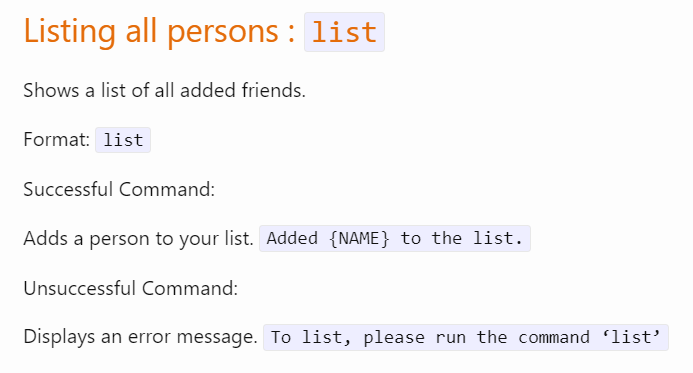 Listing all persons : list
Shows a list of all added friends.
Format: list
Successful Command:
Adds a person to your list. Added {NAME} to the list.
Unsuccessful Command:
Displays an error message. To list, please run the command ‘list’